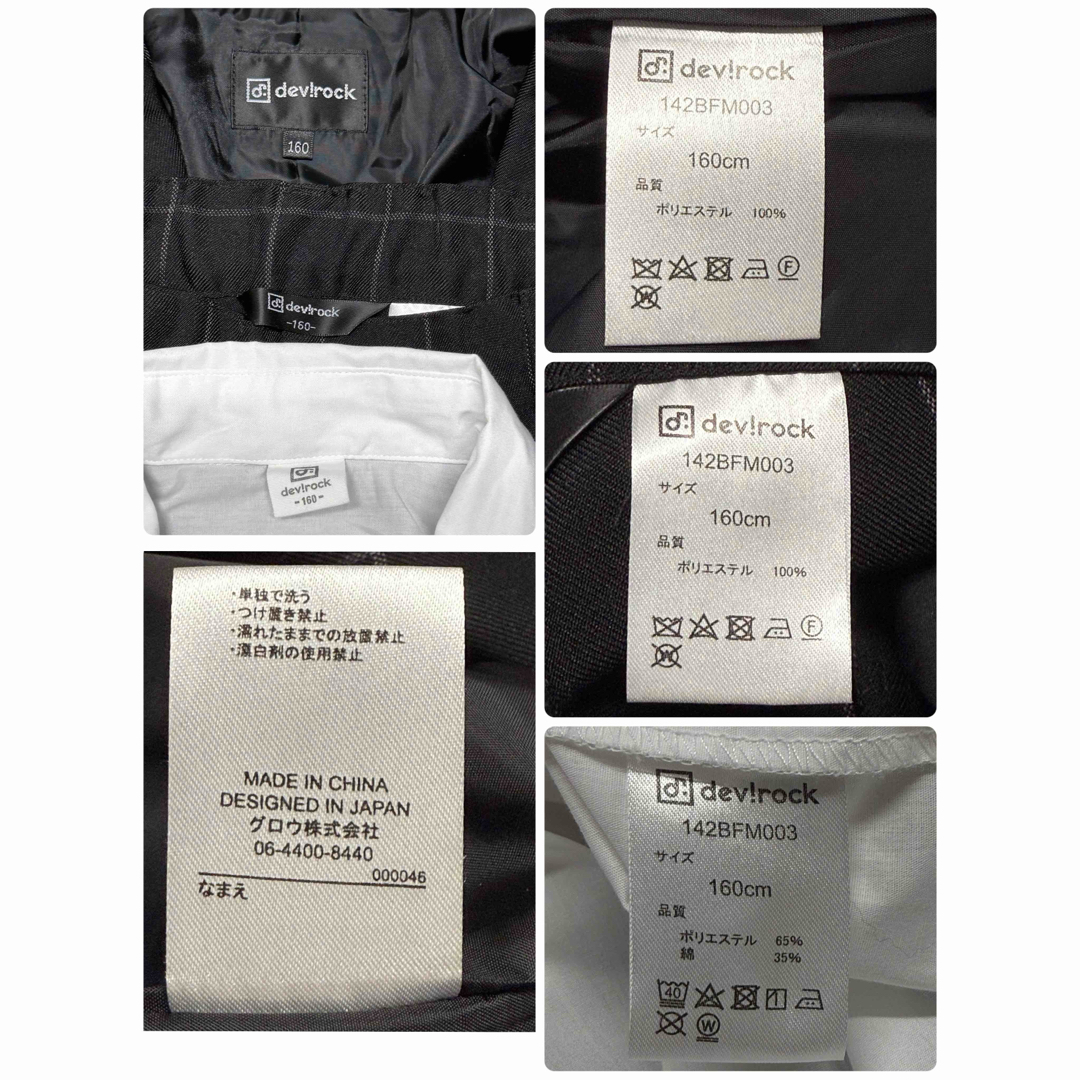 dev!rock
160
dev!rock
-160-
dev!rock
-160-
・単独で洗う
・つけ置き禁止
・濡れたままでの放置禁止
・漂白剤の使用禁止
MADE IN CHINA
DESIGNED IN JAPAN
グロウ株式会社
06-4400-8440
000046
なまえ
dev!rock
142BFM003
サイズ
160cm
品質
ポリエステル 100%
F
W
dev!rock
142BFM003
サイズ
160cm
品質
ポリエステル 100%
F
W
dev!rock
142BFM003
サイズ
160cm
品質
ポリエステル 65%
綿 35%
40
W